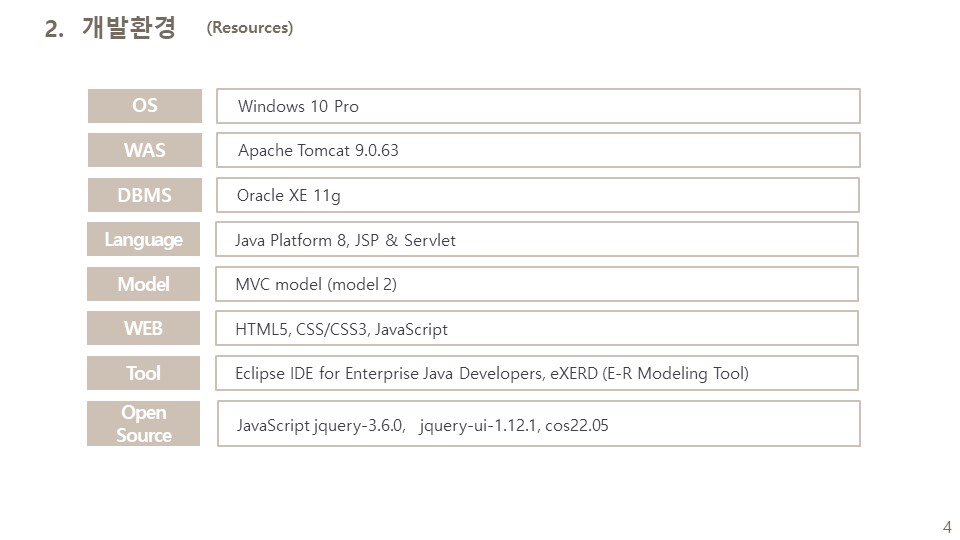 2. 개발환경 (Resources)
OS Windows 10 Pro
WAS Apache Tomcat 9.0.63
DBMS Oracle XE 11g
Language Java Platform 8, JSP & Servlet
Model MVC model (model 2)
WEB HTML5, CSS/CSS3, JavaScript
Tool Eclipse IDE for Enterprise Java Developers, eXERD (E-R Modeling Tool)
Open
Source JavaScript jquery-3.6.0, jquery-ui-1.12.1, cos22.05
4